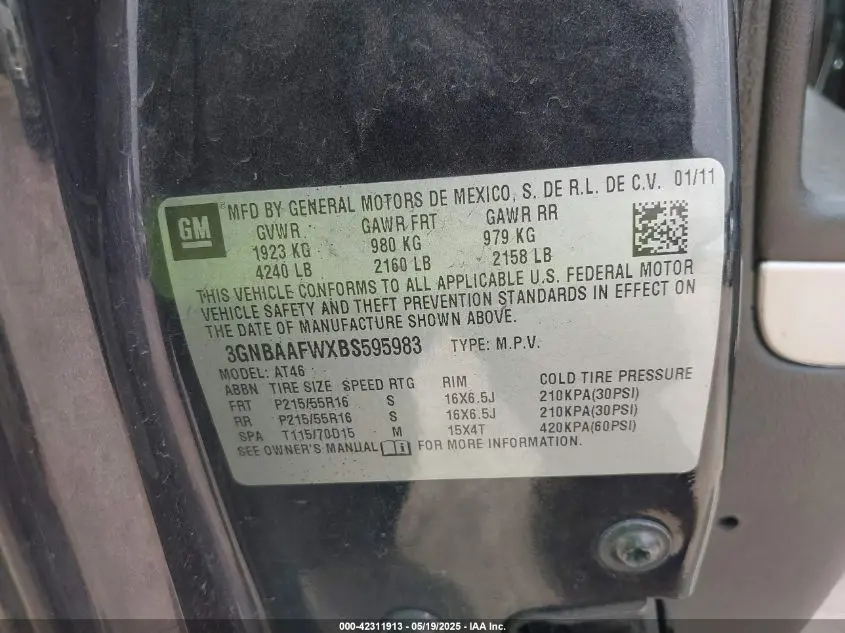 GM ® MFD BY GENERAL MOTORS DE MEXICO, S. DE R.L. DE C.V. 01/11
GVWR GAWR FRT GAWR RR
1923 KG 980 KG 979 KG
4240 LB 2160 LB 2158 LB
THIS VEHICLE CONFORMS TO ALL APPLICABLE U.S. FEDERAL MOTOR
VEHICLE SAFETY AND THEFT PREVENTION STANDARDS IN EFFECT ON
THE DATE OF MANUFACTURE SHOWN ABOVE.
3GNBAAFWXBS595983 TYPE: M.P.V.
MODEL: AT46
ABBN TIRE SIZE SPEED RTG RIM COLD TIRE PRESSURE
FRT P215/55R16 S 16X6.5J 210KPA(30PSI)
RR P215/55R16 S 16X6.5J 210KPA(30PSI)
SPA T115/70D15 M 15X4T 420KPA(60PSI)
SEE OWNER'S MANUAL i FOR MORE INFORMATION.
000-42311913 - 05/19/2025 - IAA Inc.